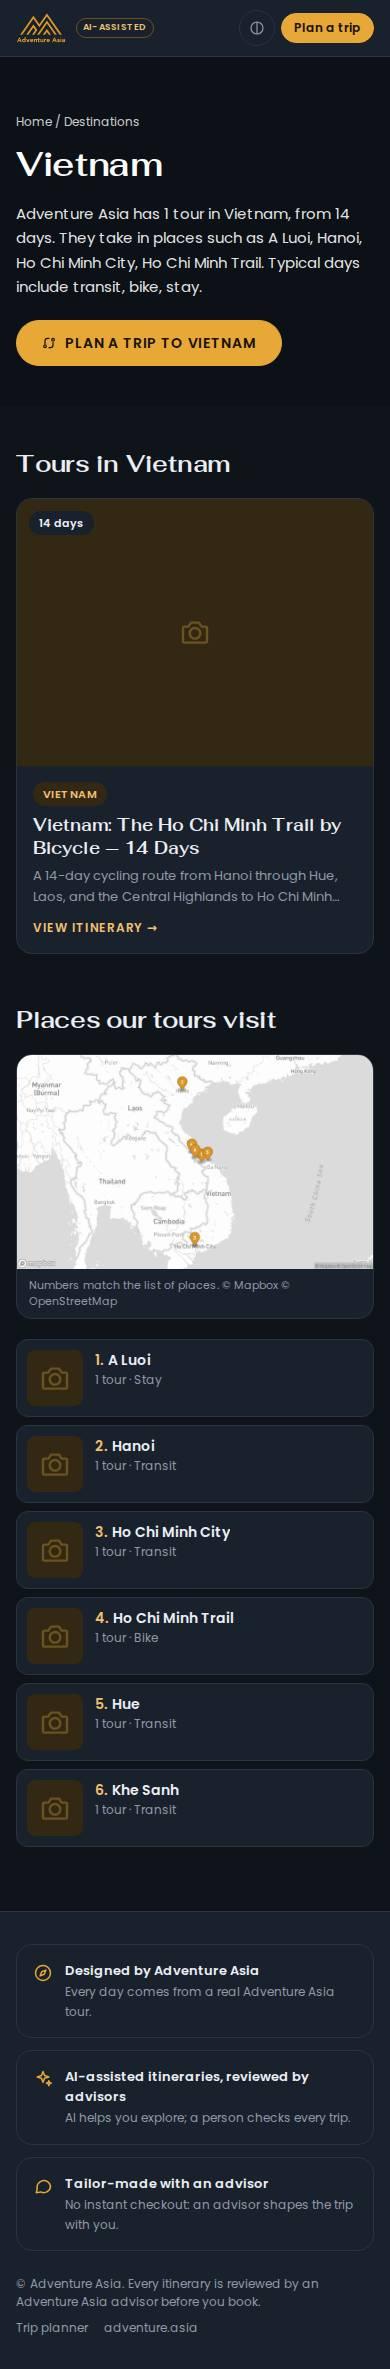 Adventure Asia
AI-ASSISTED
Plan a trip
Home / Destinations
Vietnam
Adventure Asia has 1 tour in Vietnam, from 14
days. They take in places such as A Luoi, Hanoi,
Ho Chi Minh City, Ho Chi Minh Trail. Typical days
include transit, bike, stay.
PLAN A TRIP TO VIETNAM
Tours in Vietnam
14 days
VIETNAM
Vietnam: The Ho Chi Minh Trail by
Bicycle — 14 Days
A 14-day cycling route from Hanoi through Hue,
Laos, and the Central Highlands to Ho Chi Minh…
VIEW ITINERARY →
Places our tours visit
Guangzhou
Hong Kong
Myanmar
(Burma)
Laos
Thailand
Bangkok
Vietnam
Cambodia
Ho Chi Minh City
South China Sea
mapbox
Numbers match the list of places. © Mapbox ©
OpenStreetMap
1. A Luoi
1 tour · Stay
2. Hanoi
1 tour · Transit
3. Ho Chi Minh City
1 tour · Transit
4. Ho Chi Minh Trail
1 tour · Bike
5. Hue
1 tour · Transit
6. Khe Sanh
1 tour · Transit
Designed by Adventure Asia
Every day comes from a real Adventure Asia
tour.
AI-assisted itineraries, reviewed by
advisors
AI helps you explore; a person checks every trip.
Tailor-made with an advisor
No instant checkout: an advisor shapes the trip
with you.
© Adventure Asia. Every itinerary is reviewed by an
Adventure Asia advisor before you book.
Trip planner adventure.asia